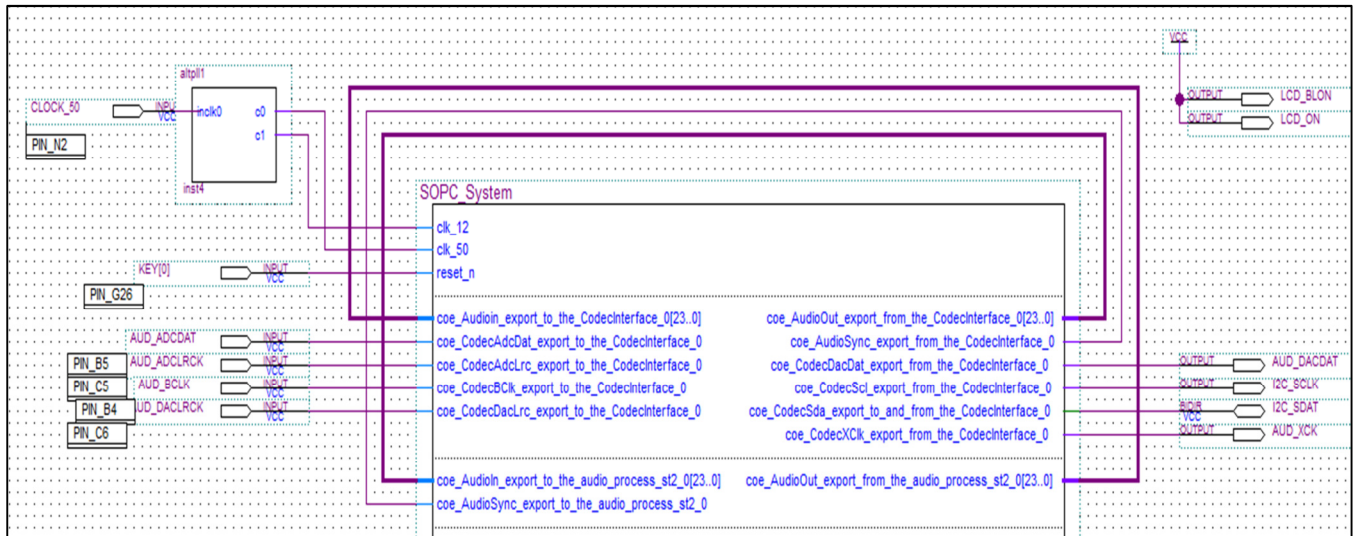 VCC
altpll1
CLOCK_50
INPU
VCC
inclk0
c0
c1
PIN_N2
inst4
OUTPUT
LCD_BLON
OUTPUT
LCD_ON
SOPC_System
clk_12
clk_50
reset_n
KEY[0]
INPUT
VCC
PIN_G26
coe_Audioin_export_to_the_CodecInterface_0[23..0]
coe_AudioOut_export_from_the_CodecInterface_0[23..0]
AUD_ADCDAT
INPUT
VCC
coe_CodecAdcDat_export_to_the_CodecInterface_0
coe_AudioSync_export_from_the_CodecInterface_0
PIN_B5
AUD_ADCLRCK
INPUT
VCC
coe_CodecAdcLrc_export_to_the_CodecInterface_0
coe_CodecDacDat_export_from_the_CodecInterface_0
OUTPUT
AUD_DACDAT
PIN_C5
AUD_BCLK
INPUT
VCC
coe_CodecBClk_export_to_the_CodecInterface_0
coe_CodecScl_export_from_the_CodecInterface_0
OUTPUT
I2C_SCLK
PIN_B4
UD_DACLRCK
INPUT
VCC
coe_CodecDacLrc_export_to_the_CodecInterface_0
coe_CodecSda_export_to_and_from_the_CodecInterface_0
BIDIR
VCC
I2C_SDAT
PIN_C6
coe_CodecXClk_export_from_the_CodecInterface_0
OUTPUT
AUD_XCK
coe_AudioIn_export_to_the_audio_process_st2_0[23..0]
coe_AudioOut_export_from_the_audio_process_st2_0[23..0]
coe_AudioSync_export_to_the_audio_process_st2_0